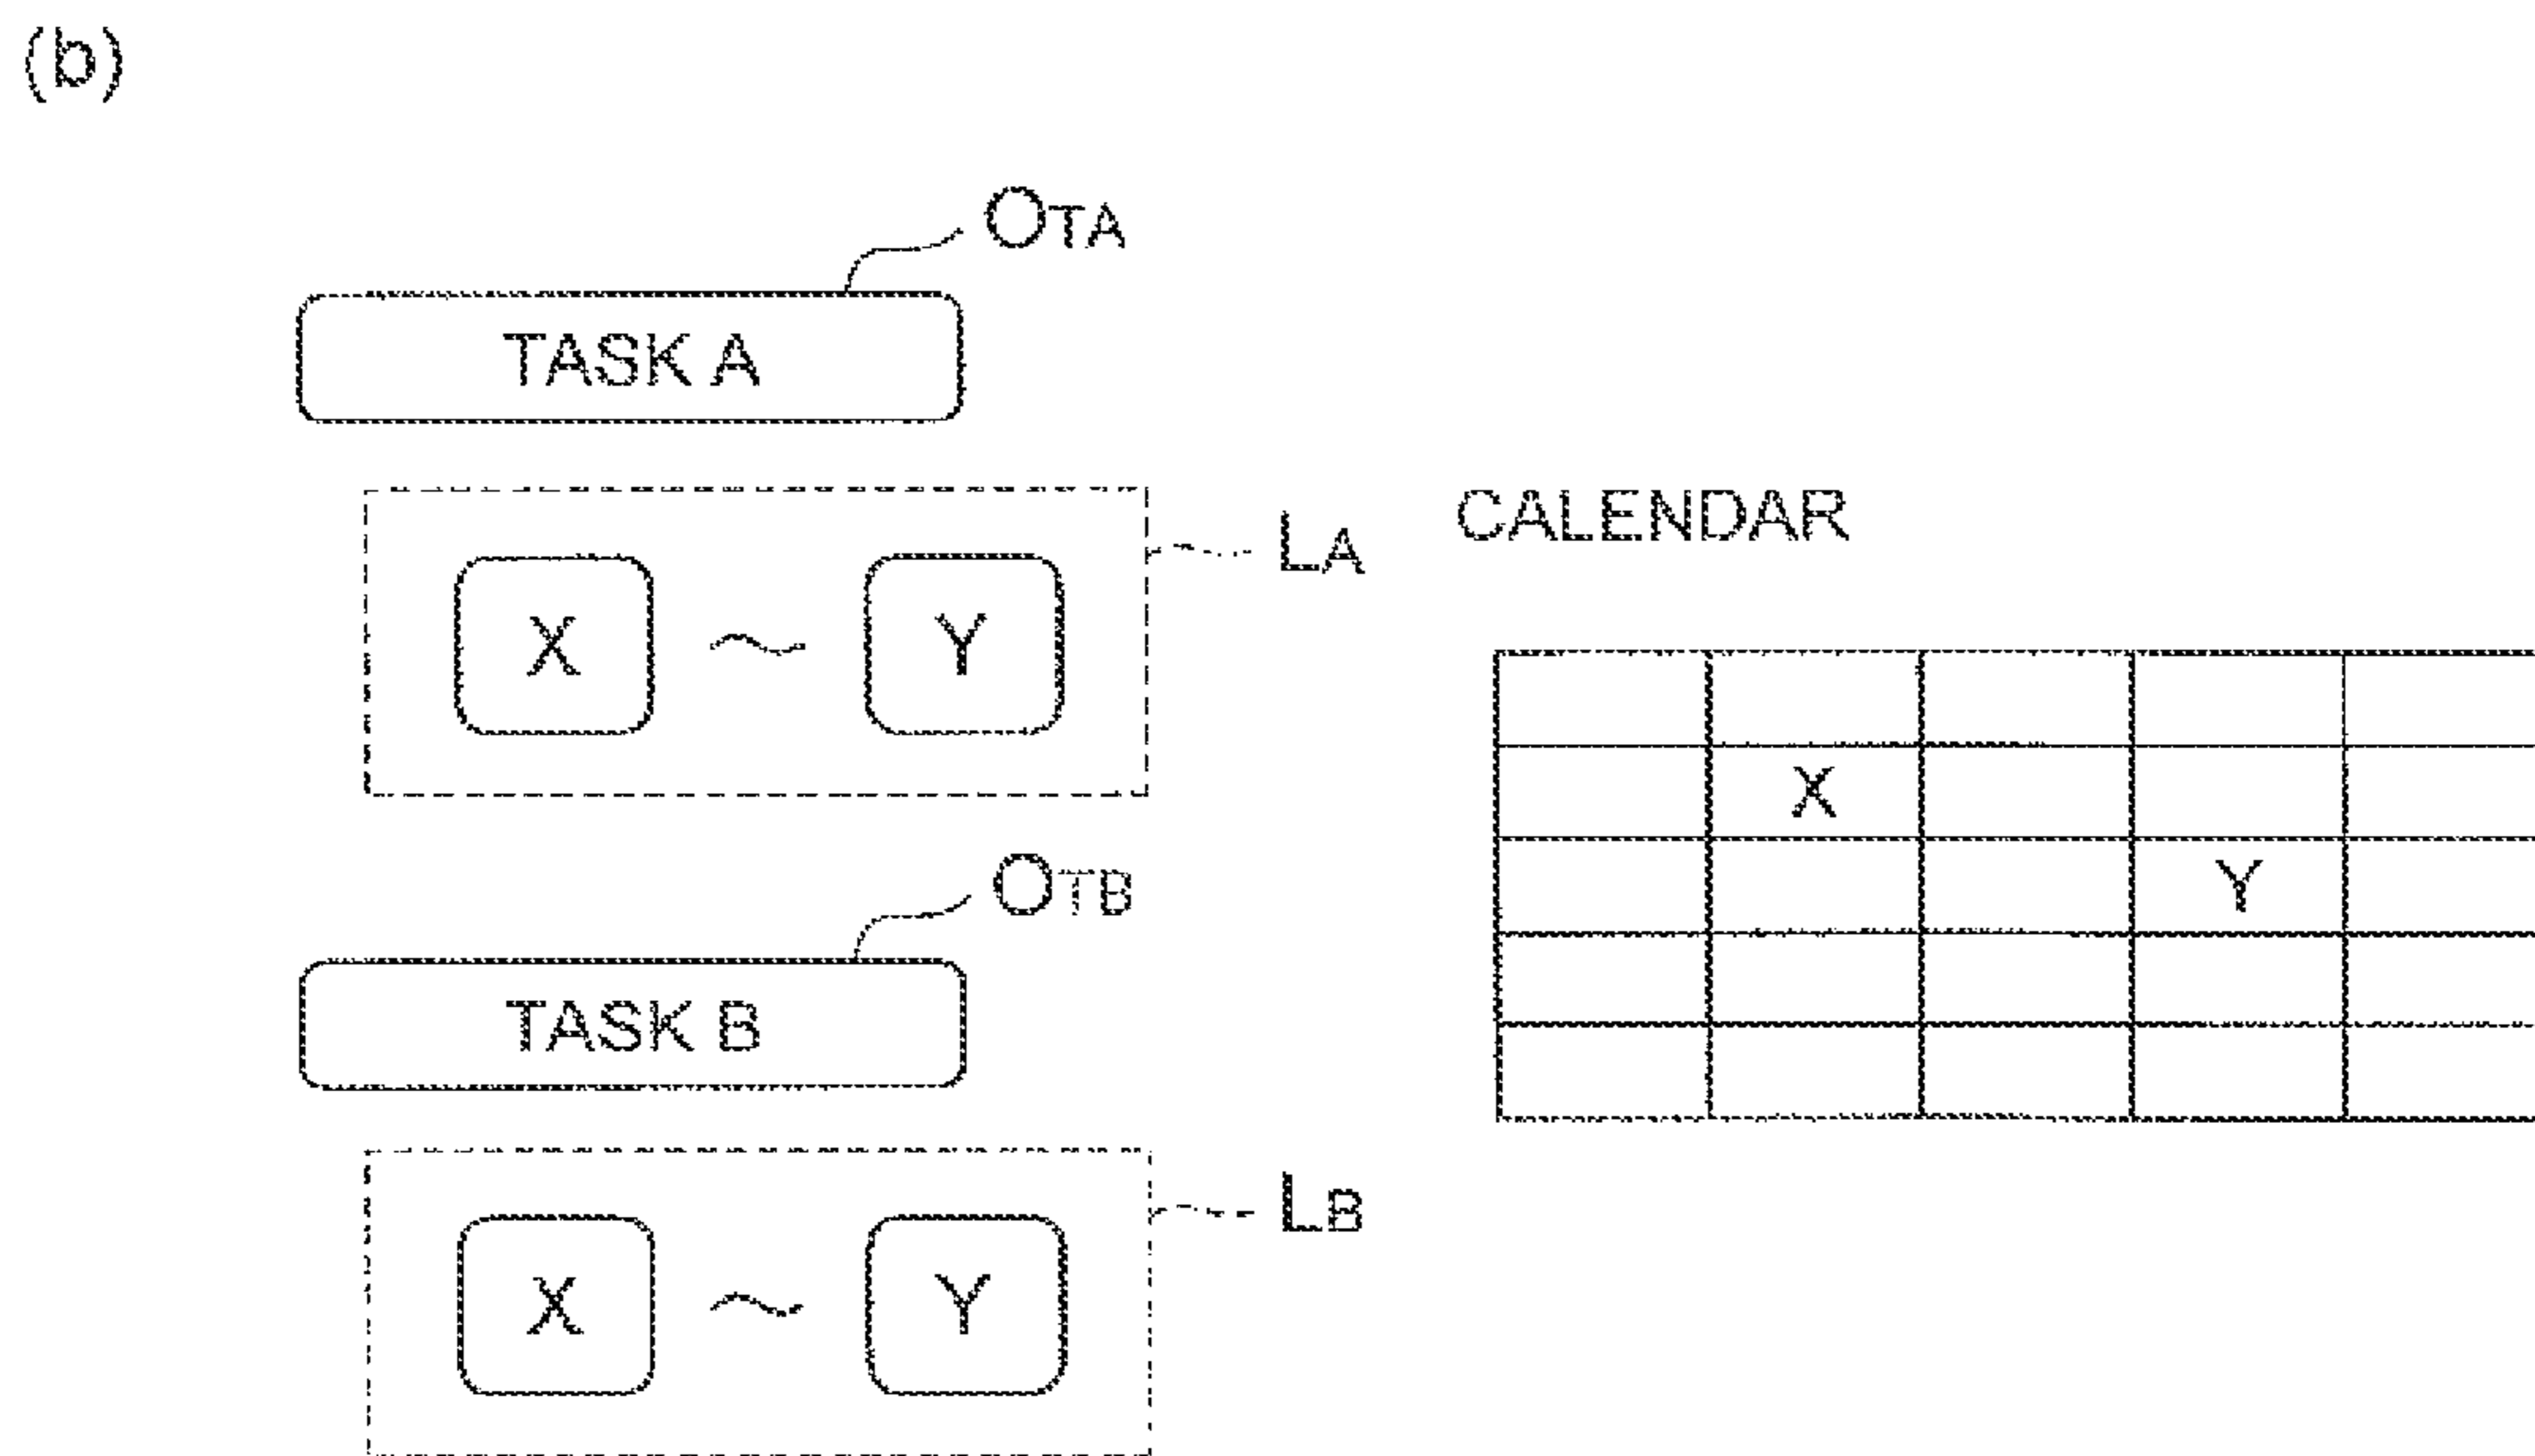 (b)
OTA
TASK A
LA
X ~ Y
OTB
TASK B
LB
X ~ Y
CALENDAR
X
Y